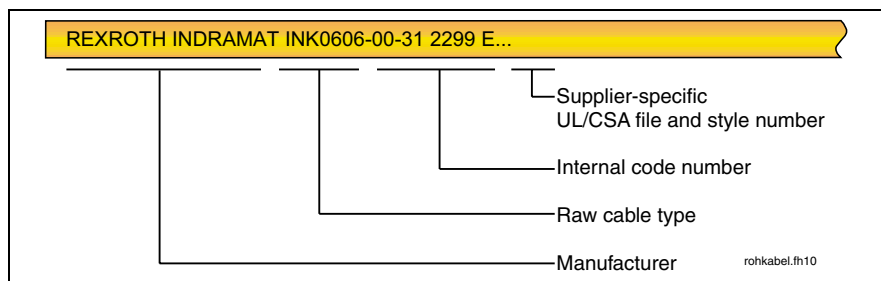 REXROTH INDRAMAT INK0606-00-31 2299 E...
Supplier-specific
UL/CSA file and style number
Internal code number
Raw cable type
Manufacturer
rohkabel.fh10